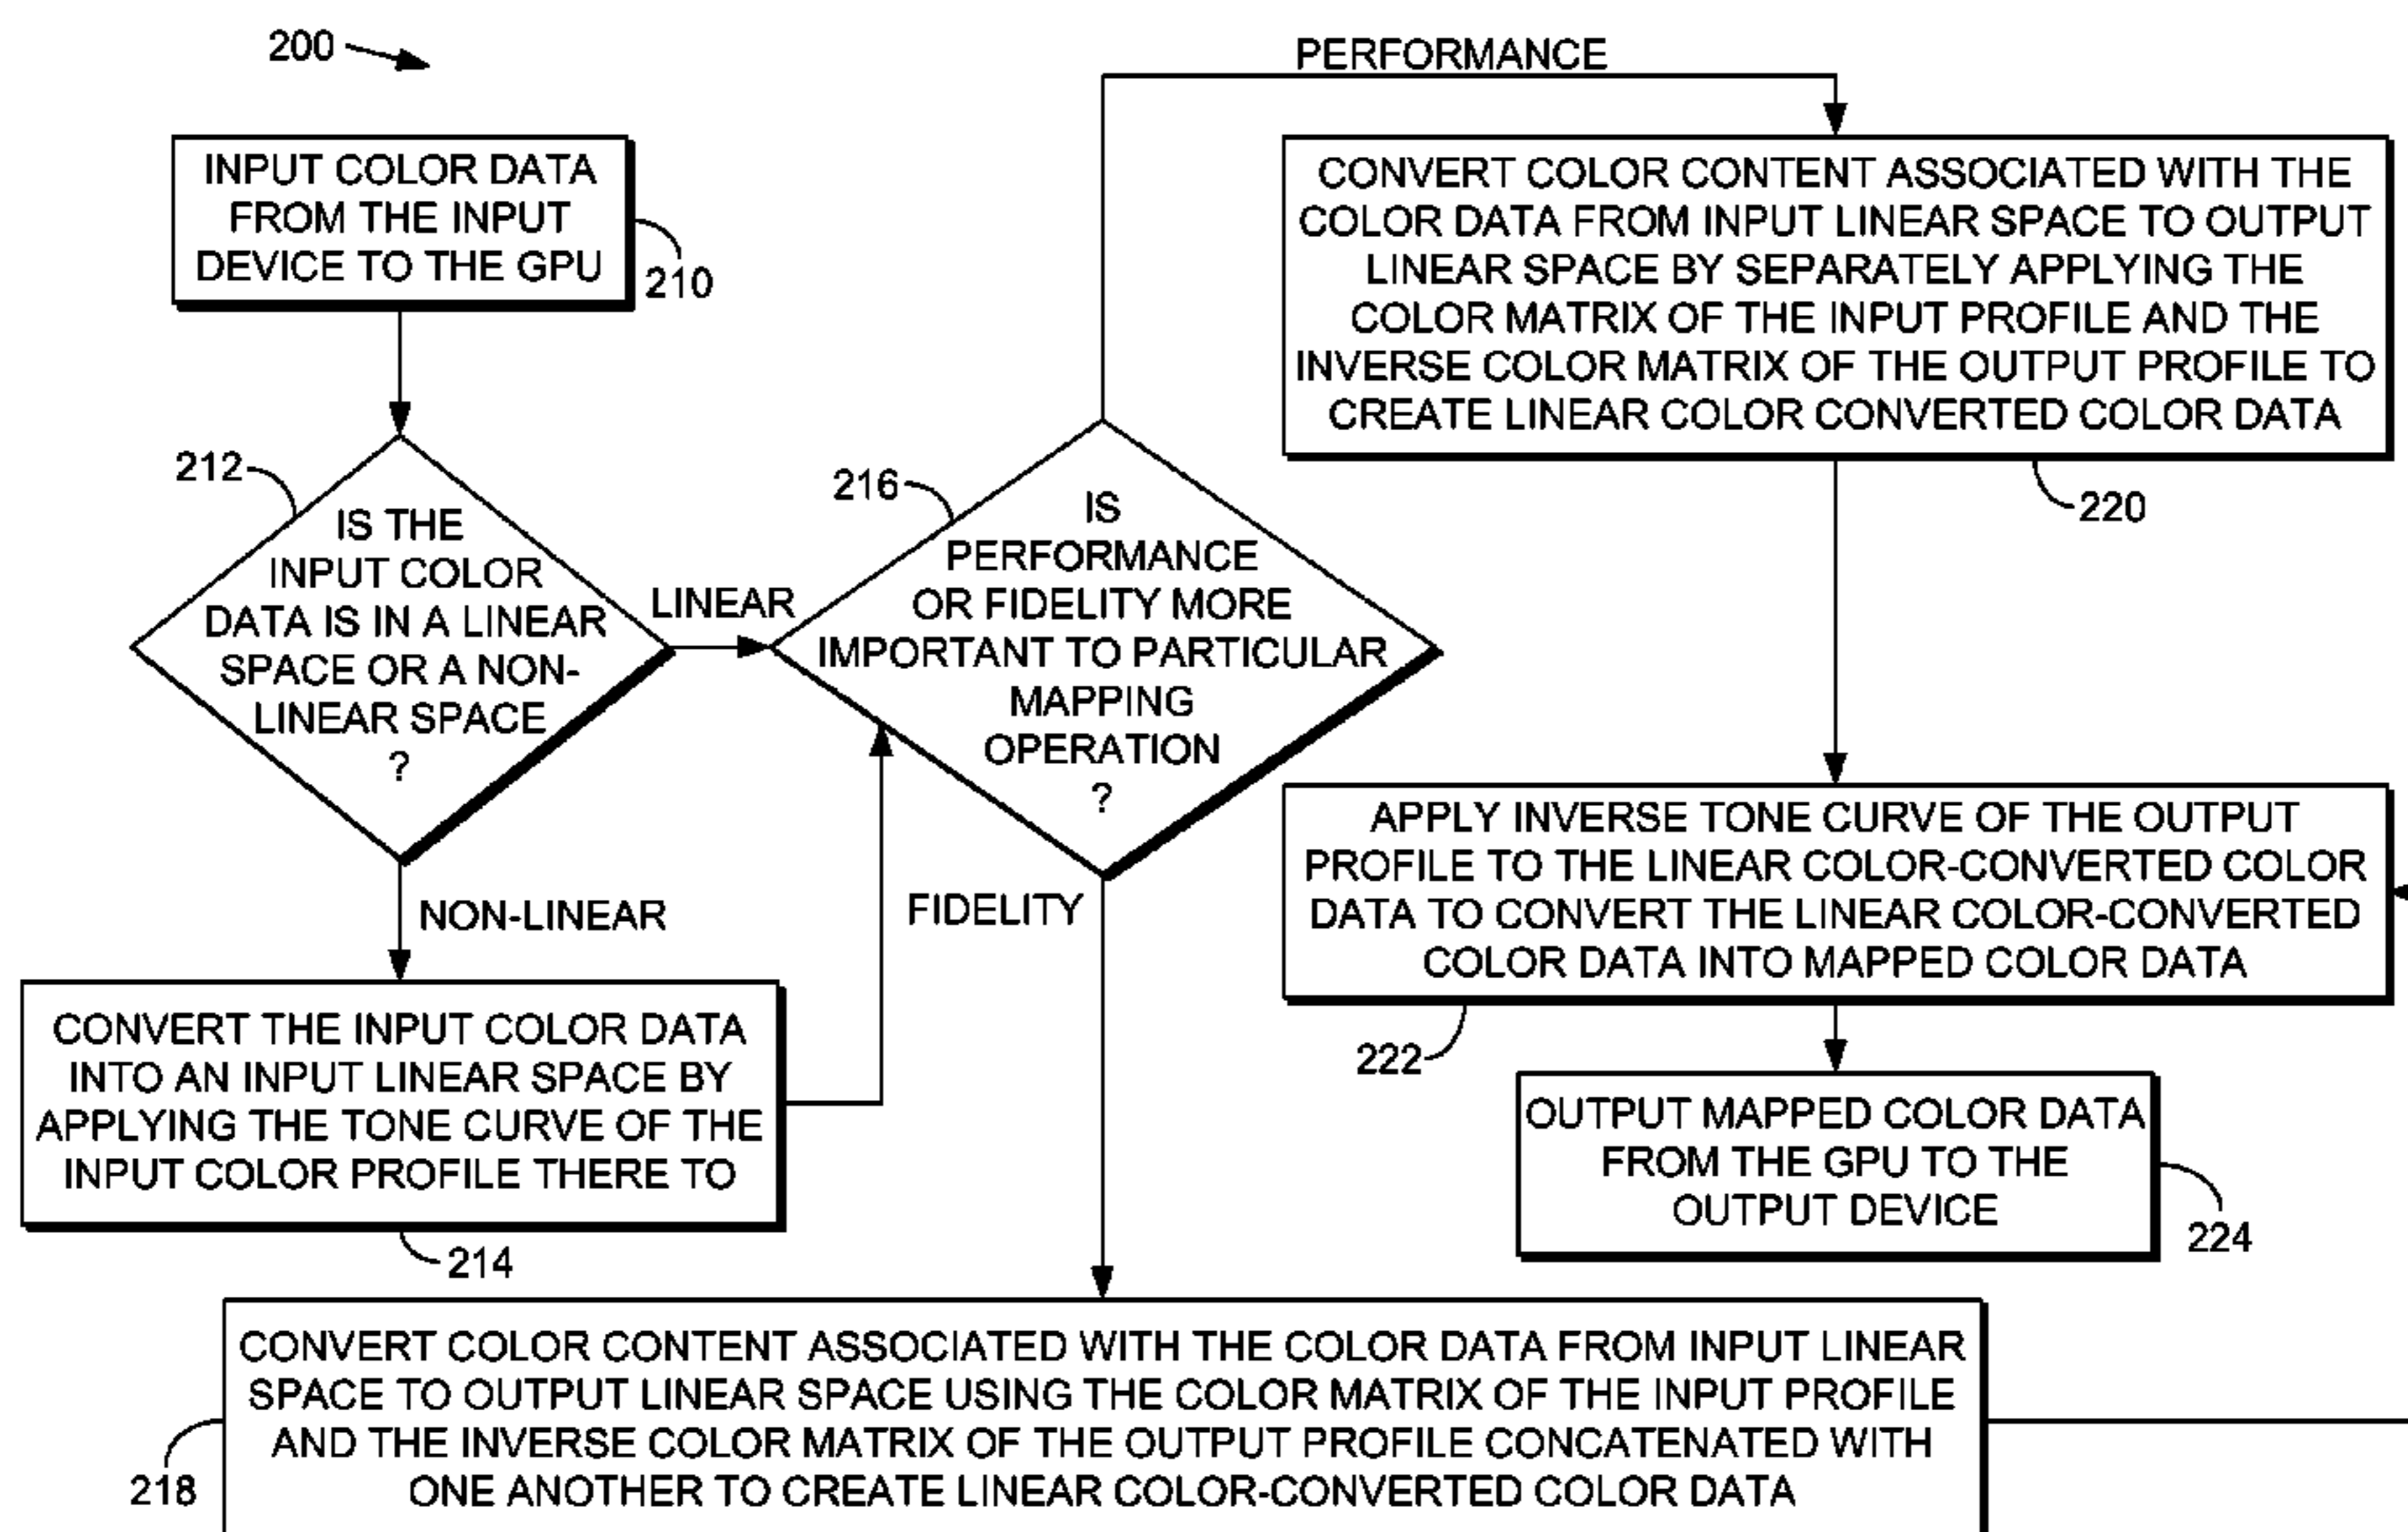 200
INPUT COLOR DATA
FROM THE INPUT
DEVICE TO THE GPU
210
212
IS THE
INPUT COLOR
DATA IS IN A LINEAR
SPACE OR A NON-
LINEAR SPACE
?
LINEAR
NON-LINEAR
CONVERT THE INPUT COLOR DATA
INTO AN INPUT LINEAR SPACE BY
APPLYING THE TONE CURVE OF THE
INPUT COLOR PROFILE THERE TO
214
216
IS
PERFORMANCE
OR FIDELITY MORE
IMPORTANT TO PARTICULAR
MAPPING
OPERATION
?
PERFORMANCE
FIDELITY
CONVERT COLOR CONTENT ASSOCIATED WITH THE
COLOR DATA FROM INPUT LINEAR SPACE TO OUTPUT
LINEAR SPACE BY SEPARATELY APPLYING THE
COLOR MATRIX OF THE INPUT PROFILE AND THE
INVERSE COLOR MATRIX OF THE OUTPUT PROFILE TO
CREATE LINEAR COLOR CONVERTED COLOR DATA
220
APPLY INVERSE TONE CURVE OF THE OUTPUT
PROFILE TO THE LINEAR COLOR-CONVERTED COLOR
DATA TO CONVERT THE LINEAR COLOR-CONVERTED
COLOR DATA INTO MAPPED COLOR DATA
222
OUTPUT MAPPED COLOR DATA
FROM THE GPU TO THE
OUTPUT DEVICE
224
CONVERT COLOR CONTENT ASSOCIATED WITH THE COLOR DATA FROM INPUT LINEAR
SPACE TO OUTPUT LINEAR SPACE USING THE COLOR MATRIX OF THE INPUT PROFILE
AND THE INVERSE COLOR MATRIX OF THE OUTPUT PROFILE CONCATENATED WITH
ONE ANOTHER TO CREATE LINEAR COLOR-CONVERTED COLOR DATA
218